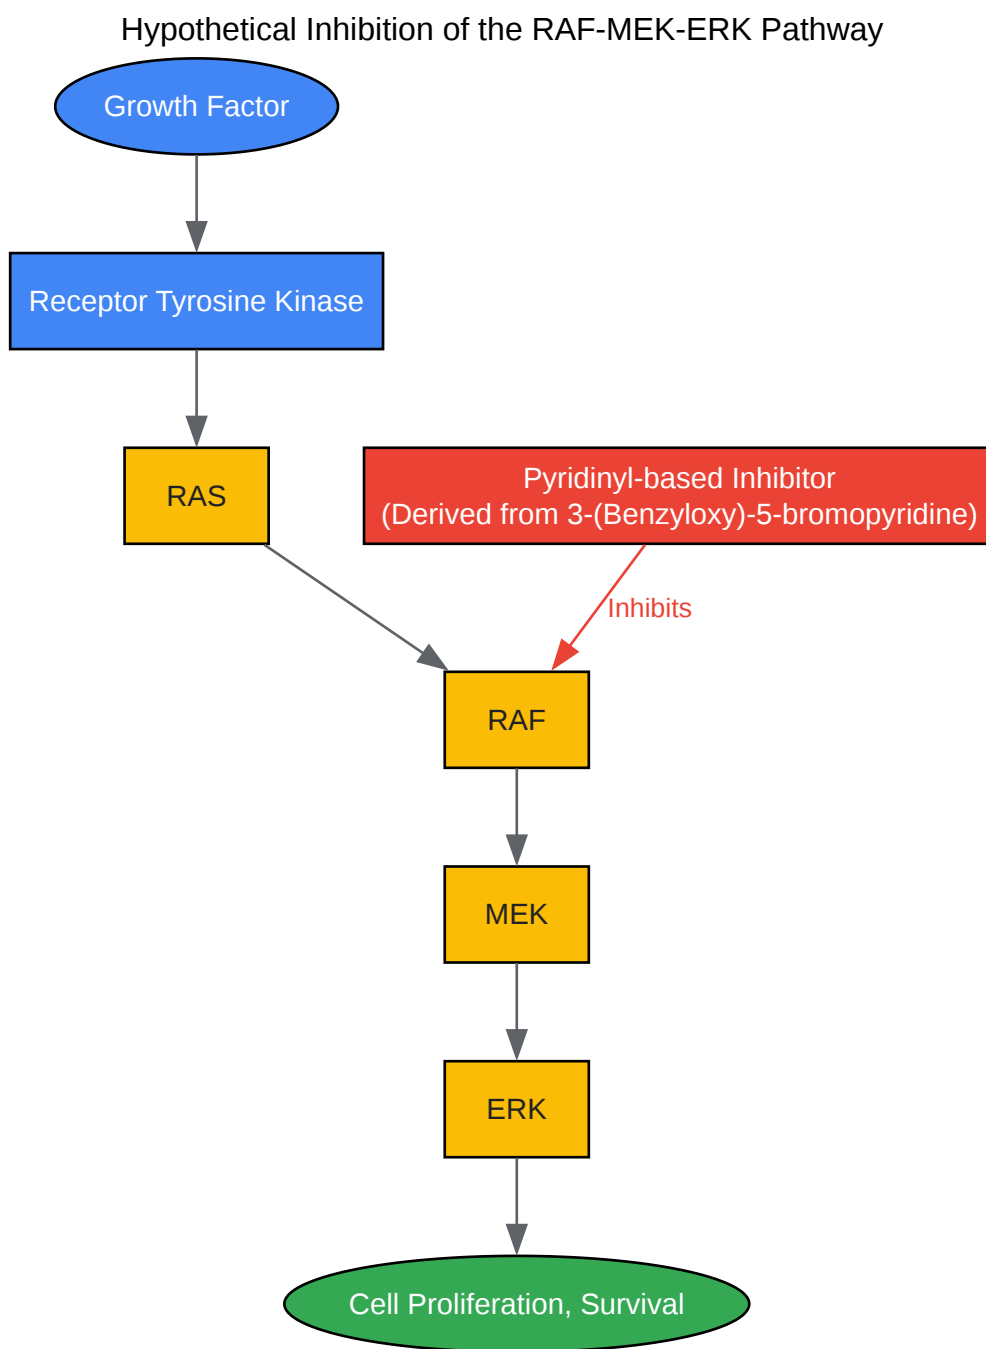 Hypothetical Inhibition of the RAF-MEK-ERK Pathway
Growth Factor
Receptor Tyrosine Kinase
RAS
Pyridinyl-based Inhibitor
(Derived from 3-(Benzyloxy)-5-bromopyridine)
Inhibits
RAF
MEK
ERK
Cell Proliferation, Survival